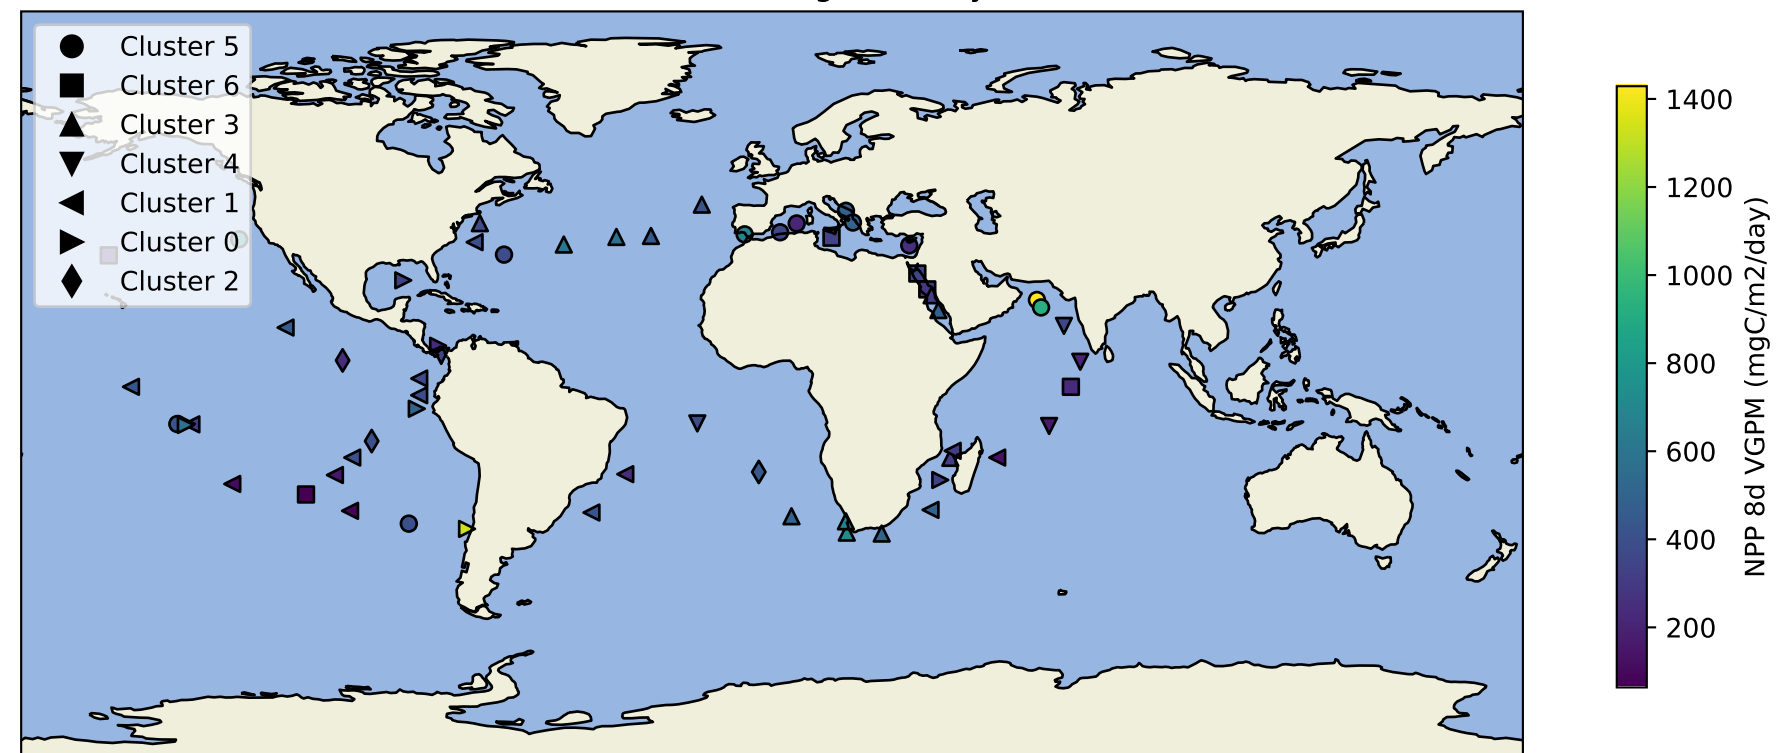 Cluster 5
Cluster 6
Cluster 3
Cluster 4
Cluster 1
Cluster 0
Cluster 2
1400
1200
1000
800
600
400
200
NPP 8d VGPM (mgC/m2/day)